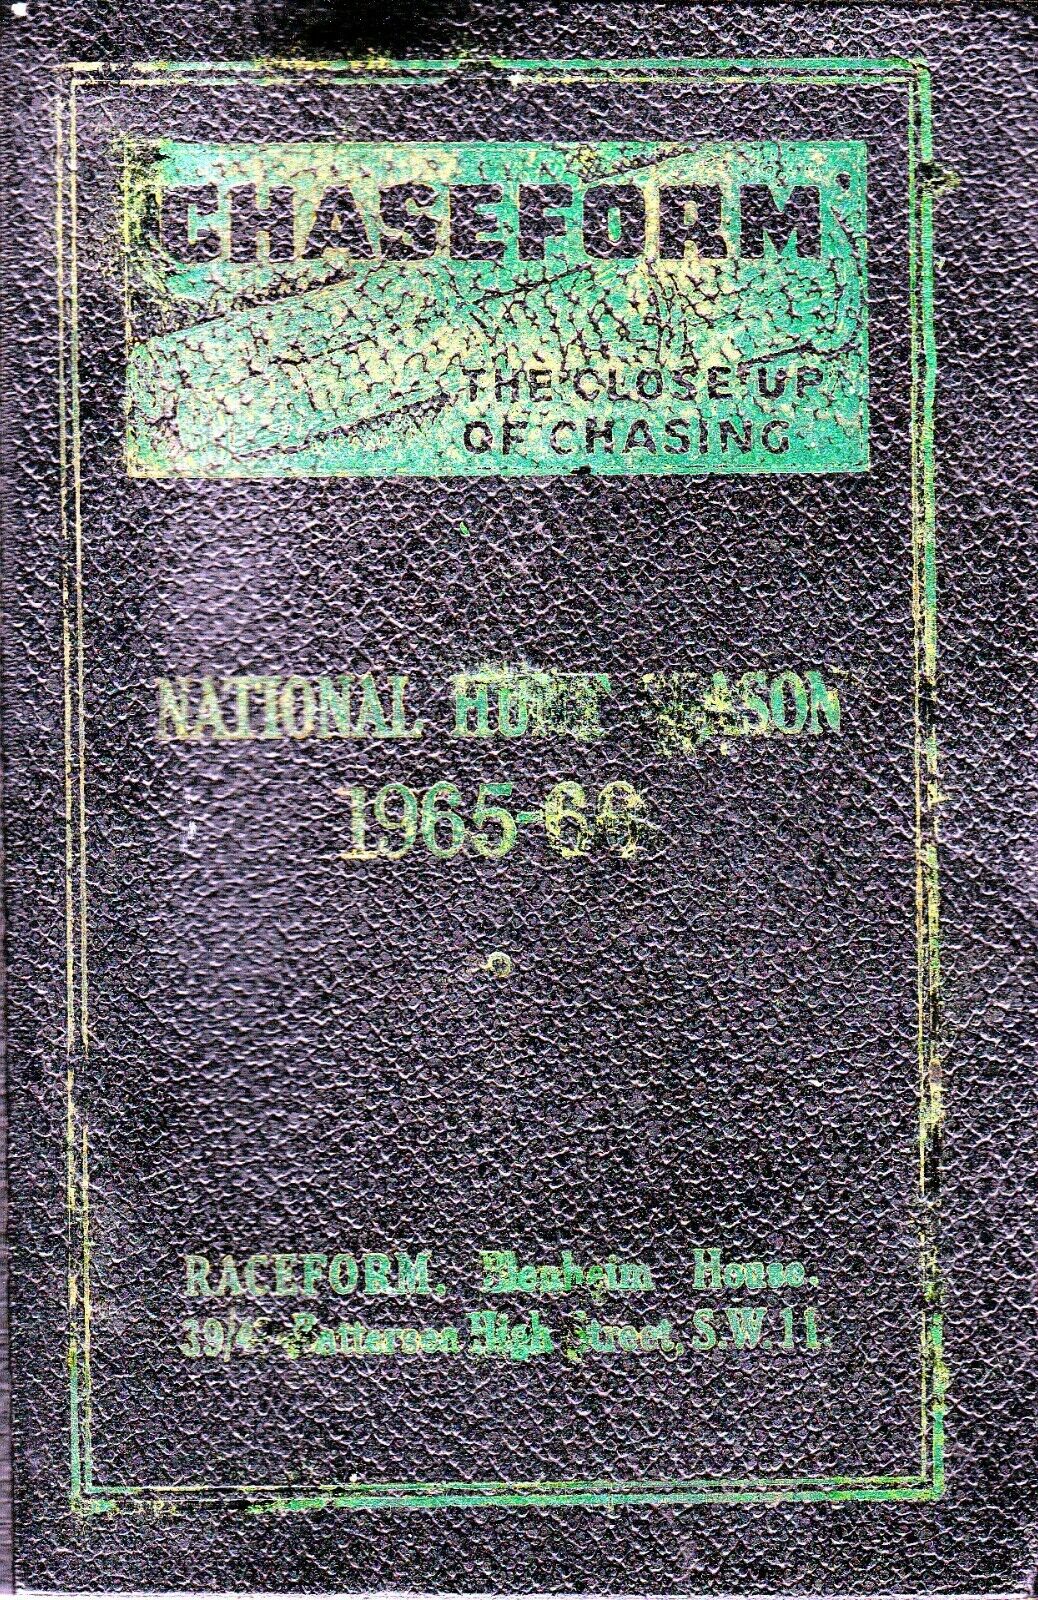 CHASEFORM
THE CLOSE-UP
OF CHASING
NATIONAL HUNT SEASON
1965-66
RACEFORM, Blenheim House,
Battersea High Street, S.W.11.